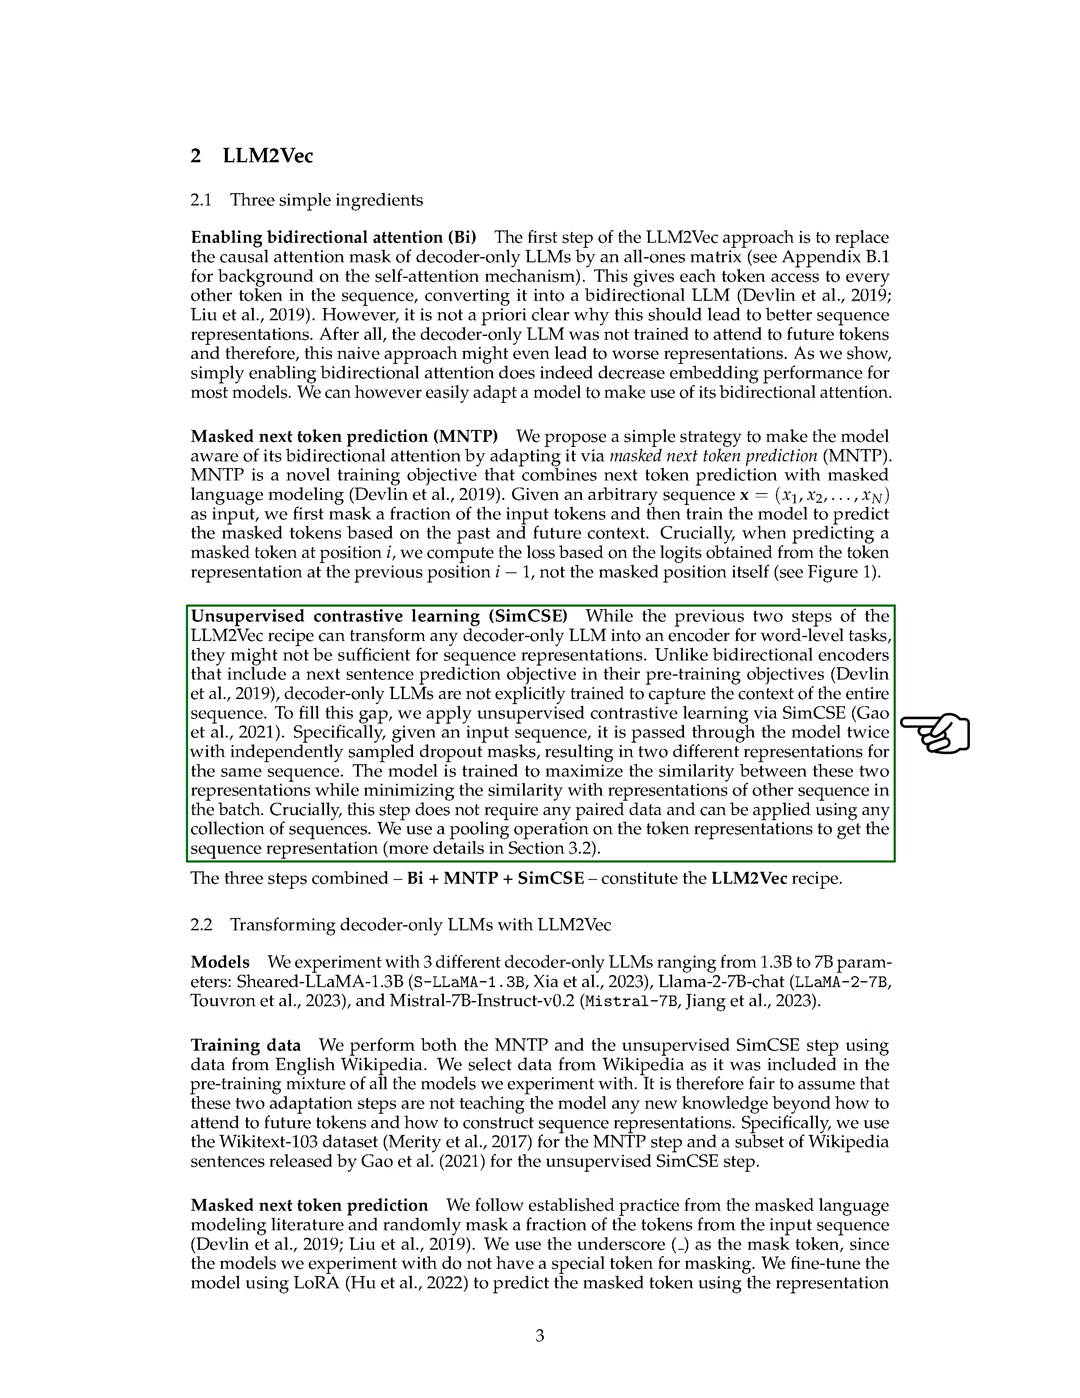 2 LLM2Vec
2.1 Three simple ingredients
Enabling bidirectional attention (Bi) The first step of the LLM2Vec approach is to replace
the causal attention mask of decoder-only LLMs by an all-ones matrix (see Appendix B.1
for background on the self-attention mechanism). This gives each token access to every
other token in the sequence, converting it into a bidirectional LLM (Devlin et al., 2019;
Liu et al., 2019). However, it is not a priori clear why this should lead to better sequence
representations. After all, the decoder-only LLM was not trained to attend to future tokens
and therefore, this naive approach might even lead to worse representations. As we show,
simply enabling bidirectional attention does indeed decrease embedding performance for
most models. We can however easily adapt a model to make use of its bidirectional attention.
Masked next token prediction (MNTP) We propose a simple strategy to make the model
aware of its bidirectional attention by adapting it via masked next token prediction (MNTP).
MNTP is a novel training objective that combines next token prediction with masked
language modeling (Devlin et al., 2019). Given an arbitrary sequence x = (x₁, x₂, . . . , x_N)
as input, we first mask a fraction of the input tokens and then train the model to predict
the masked tokens based on the past and future context. Crucially, when predicting a
masked token at position i, we compute the loss based on the logits obtained from the token
representation at the previous position i − 1, not the masked position itself (see Figure 1).
Unsupervised contrastive learning (SimCSE) While the previous two steps of the
LLM2Vec recipe can transform any decoder-only LLM into an encoder for word-level tasks,
they might not be sufficient for sequence representations. Unlike bidirectional encoders
that include a next sentence prediction objective in their pre-training objectives (Devlin
et al., 2019), decoder-only LLMs are not explicitly trained to capture the context of the entire
sequence. To fill this gap, we apply unsupervised contrastive learning via SimCSE (Gao
et al., 2021). Specifically, given an input sequence, it is passed through the model twice
with independently sampled dropout masks, resulting in two different representations for
the same sequence. The model is trained to maximize the similarity between these two
representations while minimizing the similarity with representations of other sequence in
the batch. Crucially, this step does not require any paired data and can be applied using any
collection of sequences. We use a pooling operation on the token representations to get the
sequence representation (more details in Section 3.2).
The three steps combined – Bi + MNTP + SimCSE – constitute the LLM2Vec recipe.
2.2 Transforming decoder-only LLMs with LLM2Vec
Models We experiment with 3 different decoder-only LLMs ranging from 1.3B to 7B param-
eters: Sheared-LLaMA-1.3B (S-LLaMA-1.3B, Xia et al., 2023), Llama-2-7B-chat (LLaMA-2-7B,
Touvron et al., 2023), and Mistral-7B-Instruct-v0.2 (Mistral-7B, Jiang et al., 2023).
Training data We perform both the MNTP and the unsupervised SimCSE step using
data from English Wikipedia. We select data from Wikipedia as it was included in the
pre-training mixture of all the models we experiment with. It is therefore fair to assume that
these two adaptation steps are not teaching the model any new knowledge beyond how to
attend to future tokens and how to construct sequence representations. Specifically, we use
the Wikitext-103 dataset (Merity et al., 2017) for the MNTP step and a subset of Wikipedia
sentences released by Gao et al. (2021) for the unsupervised SimCSE step.
Masked next token prediction We follow established practice from the masked language
modeling literature and randomly mask a fraction of the tokens from the input sequence
(Devlin et al., 2019; Liu et al., 2019). We use the underscore (_) as the mask token, since
the models we experiment with do not have a special token for masking. We fine-tune the
model using LoRA (Hu et al., 2022) to predict the masked token using the representation
3